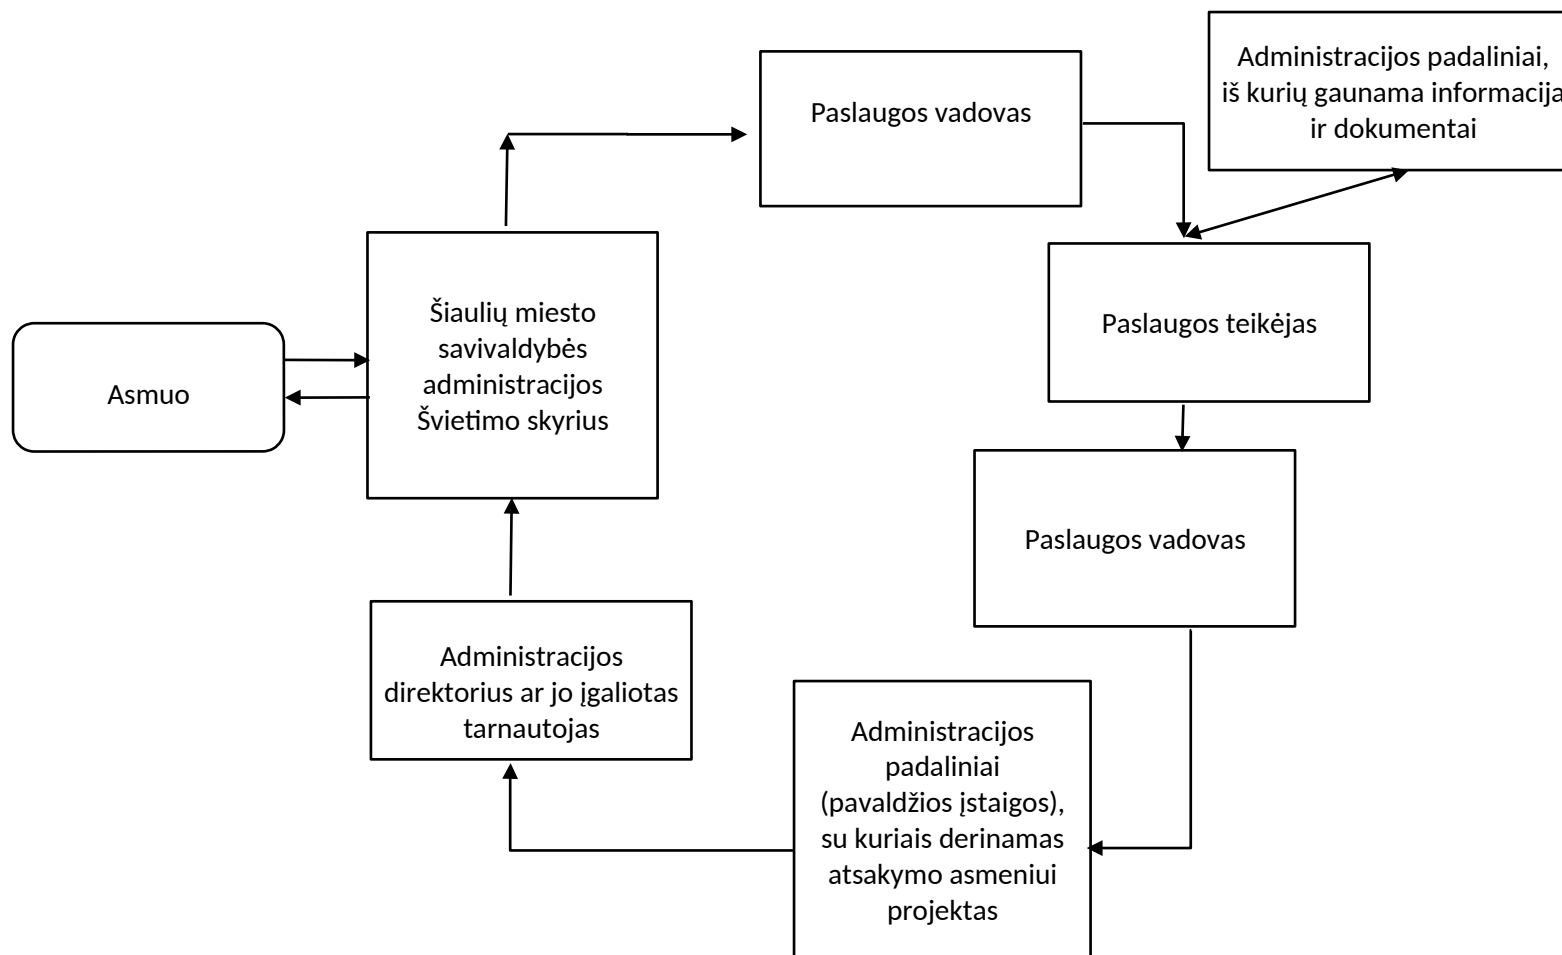 Administracijos padaliniai,
iš kurių gaunama informacija
ir dokumentai
Paslaugos vadovas
Šiaulių miesto
savivaldybės
administracijos
Švietimo skyrius
Paslaugos teikėjas
Asmuo
Paslaugos vadovas
Administracijos
direktorius ar jo įgaliotas
tarnautojas
Administracijos
padaliniai
(pavaldžios įstaigos),
su kuriais derinamas
atsakymo asmeniui
projektas